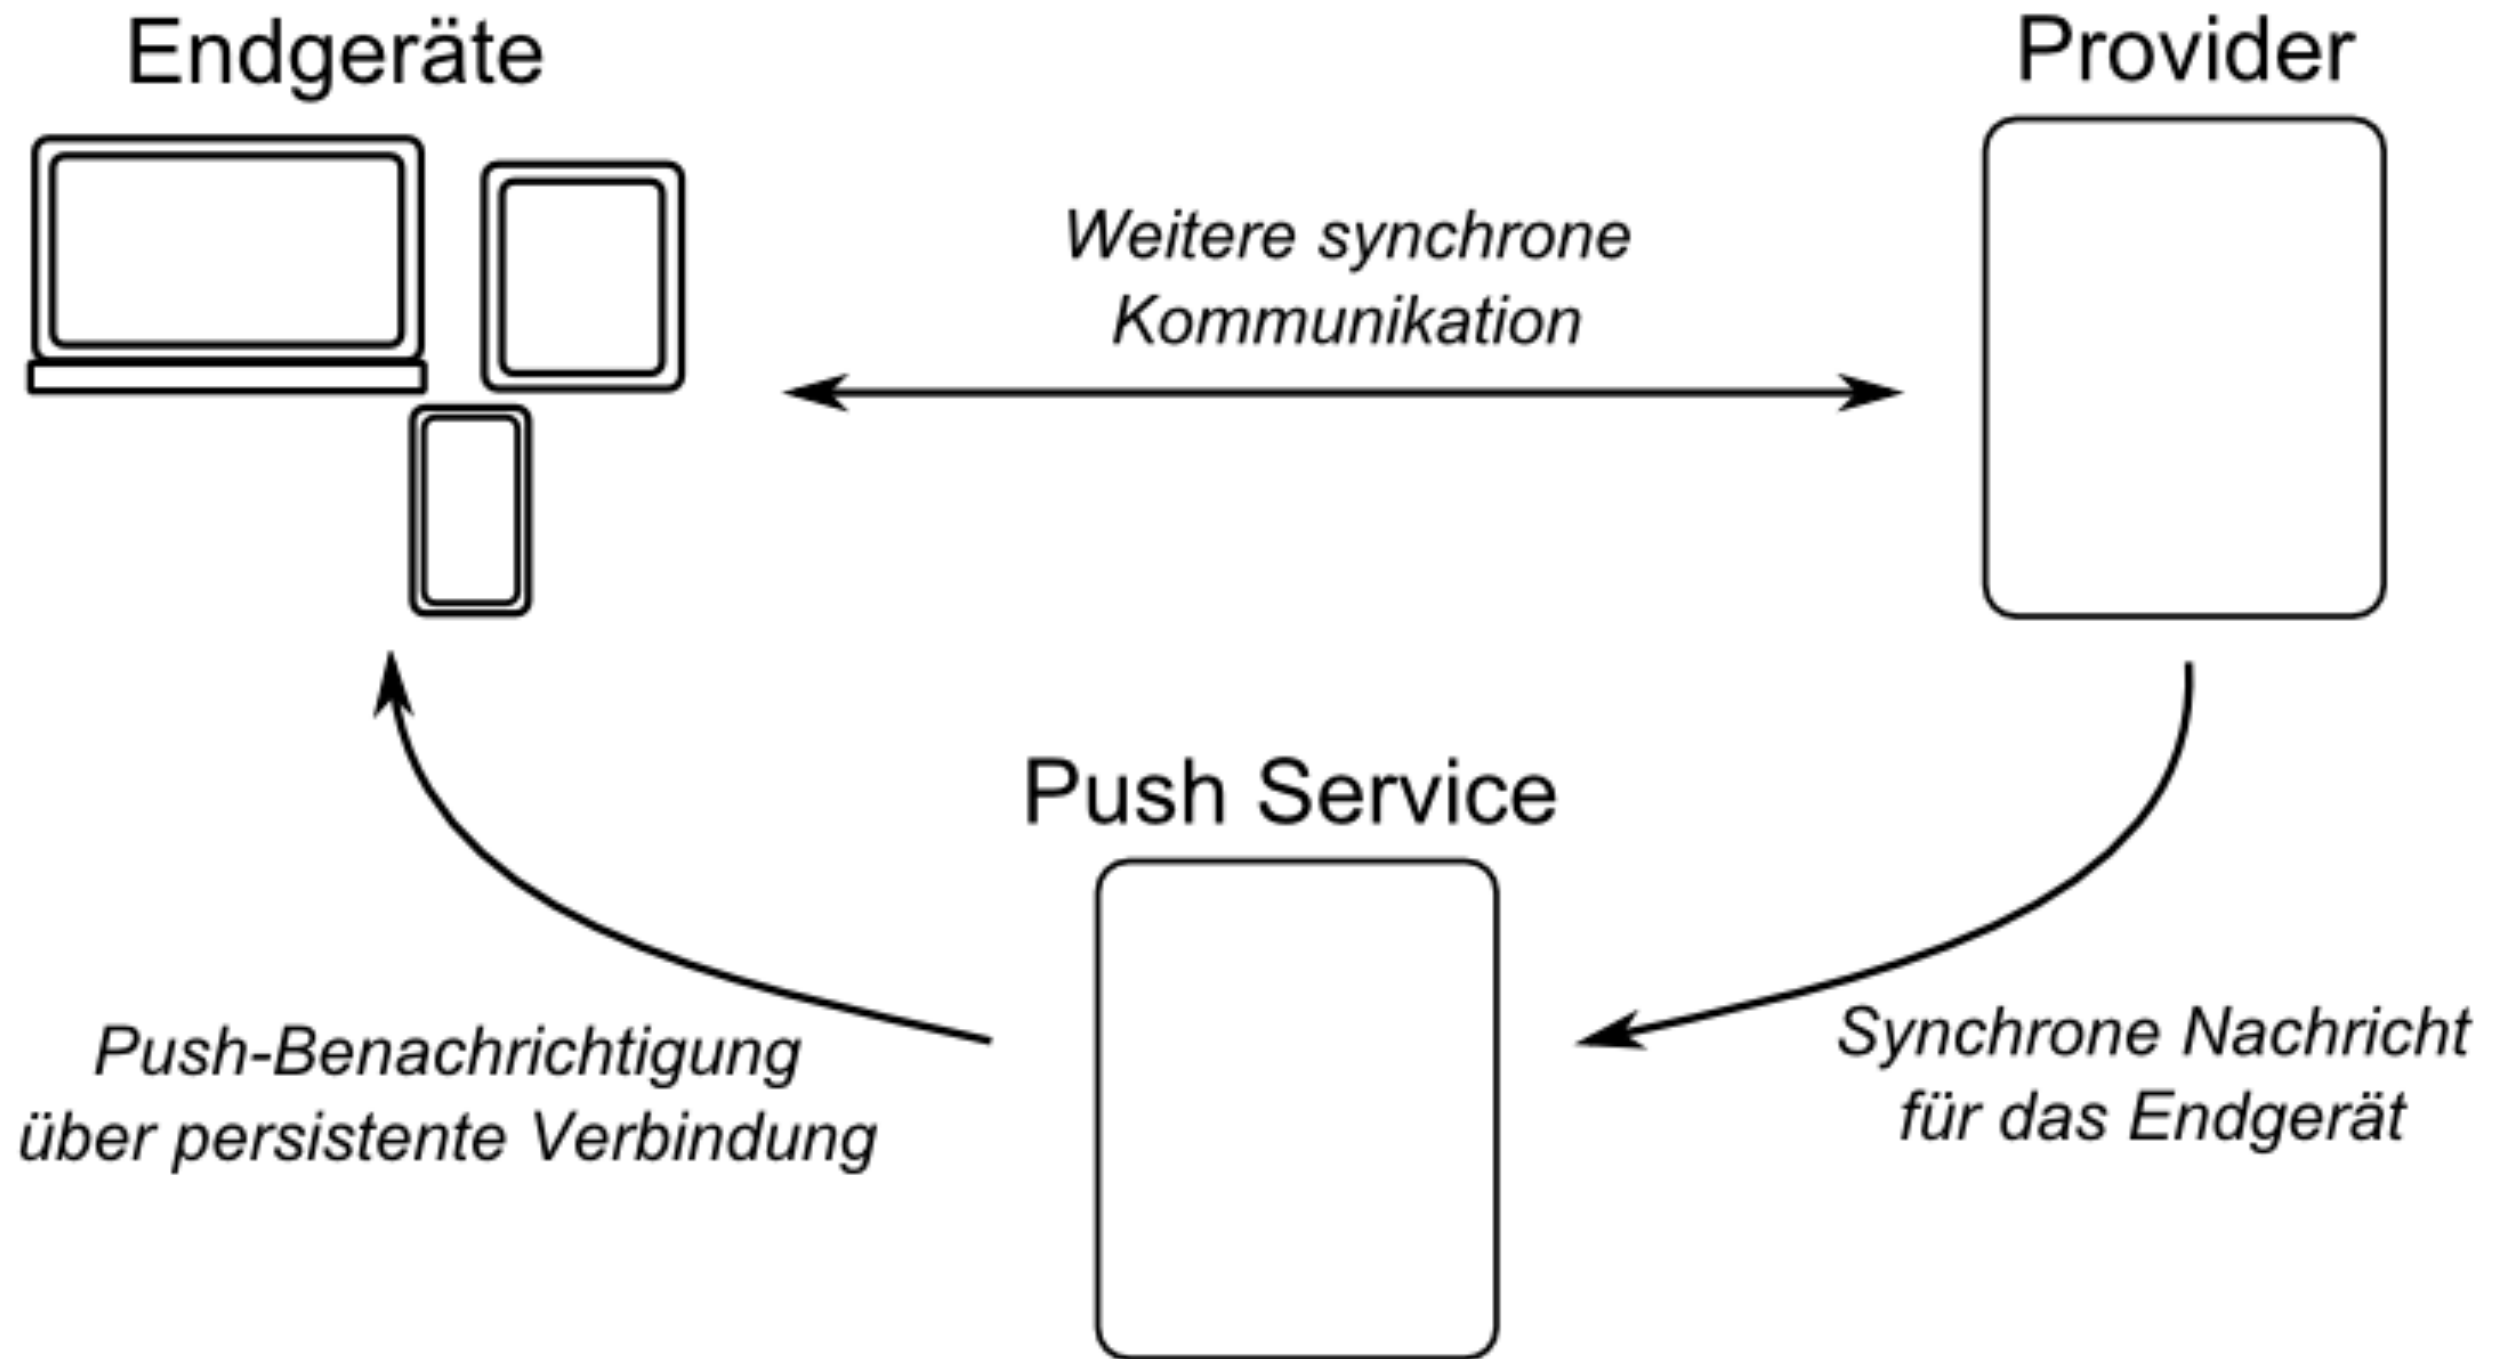 Endgeräte
Provider
Weitere synchrone
Kommunikation
Push Service
Push-Benachrichtigung
über persistente Verbindung
Synchrone Nachricht
für das Endgerät